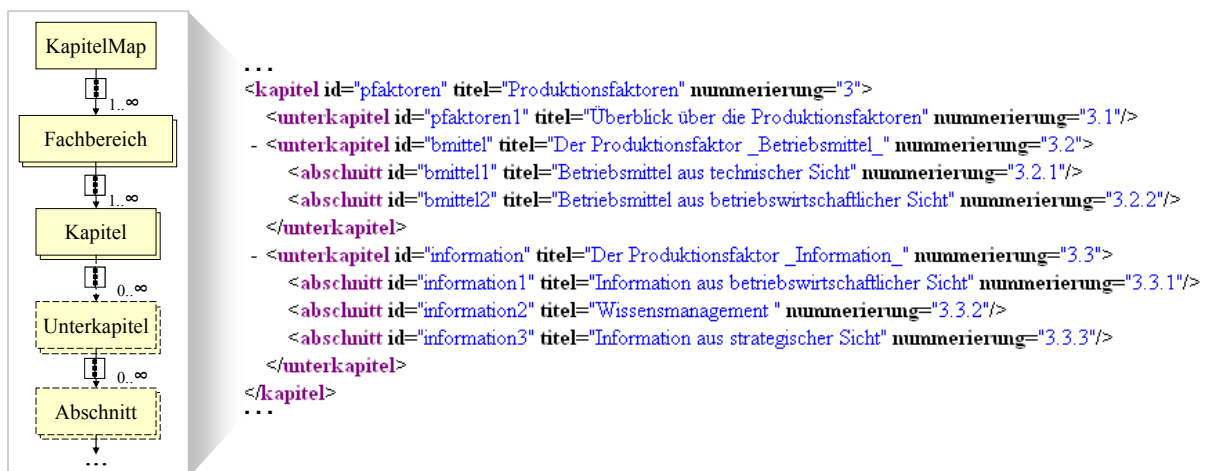 KapitelMap
1..∞
Fachbereich
1..∞
Kapitel
0..∞
Unterkapitel
0..∞
Abschnitt
...
...
<kapitel id="pfaktoren" titel="Produktionsfaktoren" nummerierung="3">
<unterkapitel id="pfaktoren1" titel="Überblick über die Produktionsfaktoren" nummerierung="3.1"/>
- <unterkapitel id="bmittel" titel="Der Produktionsfaktor _Betriebsmittel_" nummerierung="3.2">
<abschnitt id="bmittel1" titel="Betriebsmittel aus technischer Sicht" nummerierung="3.2.1"/>
<abschnitt id="bmittel2" titel="Betriebsmittel aus betriebswirtschaftlicher Sicht" nummerierung="3.2.2"/>
</unterkapitel>
- <unterkapitel id="information" titel="Der Produktionsfaktor _Information_" nummerierung="3.3">
<abschnitt id="information1" titel="Information aus betriebswirtschaftlicher Sicht" nummerierung="3.3.1"/>
<abschnitt id="information2" titel="Wissensmanagement " nummerierung="3.3.2"/>
<abschnitt id="information3" titel="Information aus strategischer Sicht" nummerierung="3.3.3"/>
</unterkapitel>
</kapitel>
...